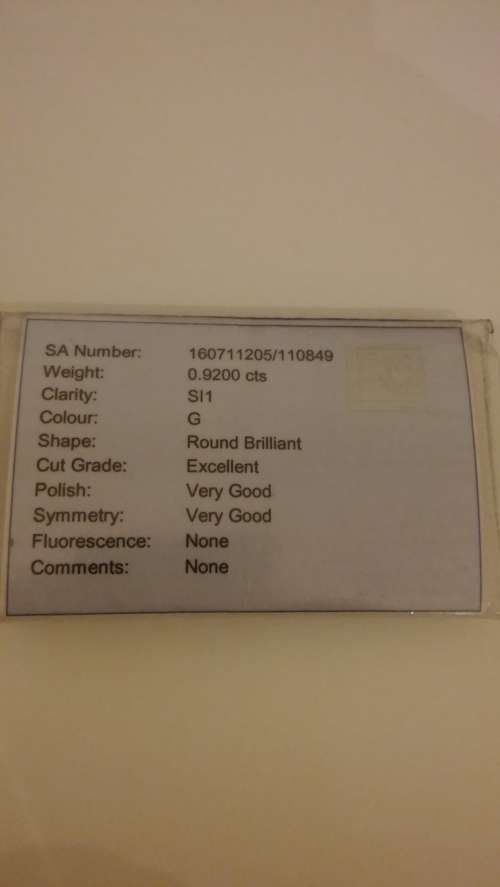 SA Number: 160711205/110849
Weight: 0.9200 cts
Clarity: SI1
Colour: G
Shape: Round Brilliant
Cut Grade: Excellent
Polish: Very Good
Symmetry: Very Good
Fluorescence: None
Comments: None